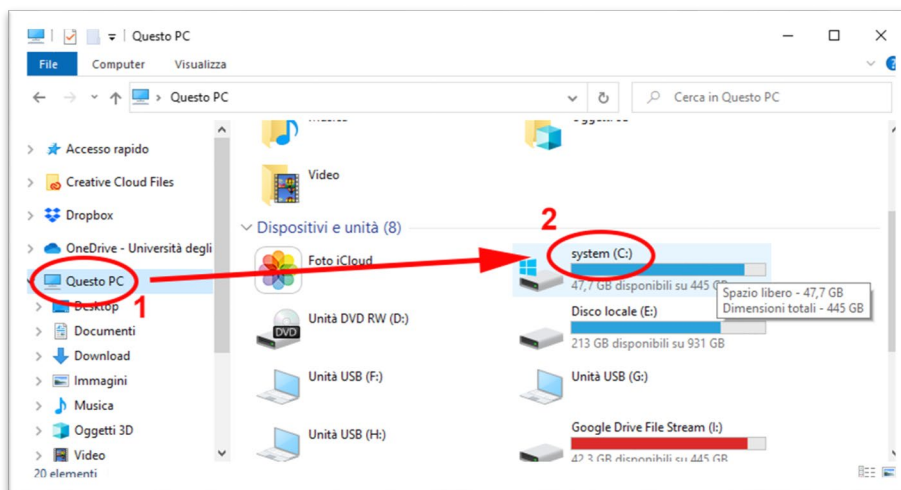 Questo PC
File Computer Visualizza
Questo PC
Cerca in Questo PC
Accesso rapido
Creative Cloud Files
Dropbox
OneDrive - Università degli
Questo PC
1
Desktop
Documenti
Download
Immagini
Musica
Oggetti 3D
Video
Musica
Oggetti 3D
Video
Dispositivi e unità (8)
2
Foto iCloud
system (C:)
47,7 GB disponibili su 445 GB
Spazio libero - 47,7 GB
Dimensioni totali - 445 GB
Unità DVD RW (D:)
DVD
Disco locale (E:)
213 GB disponibili su 931 GB
Unità USB (F:)
Unità USB (G:)
Unità USB (H:)
Google Drive File Stream (I:)
42,3 GB disponibili su 445 GB
20 elementi